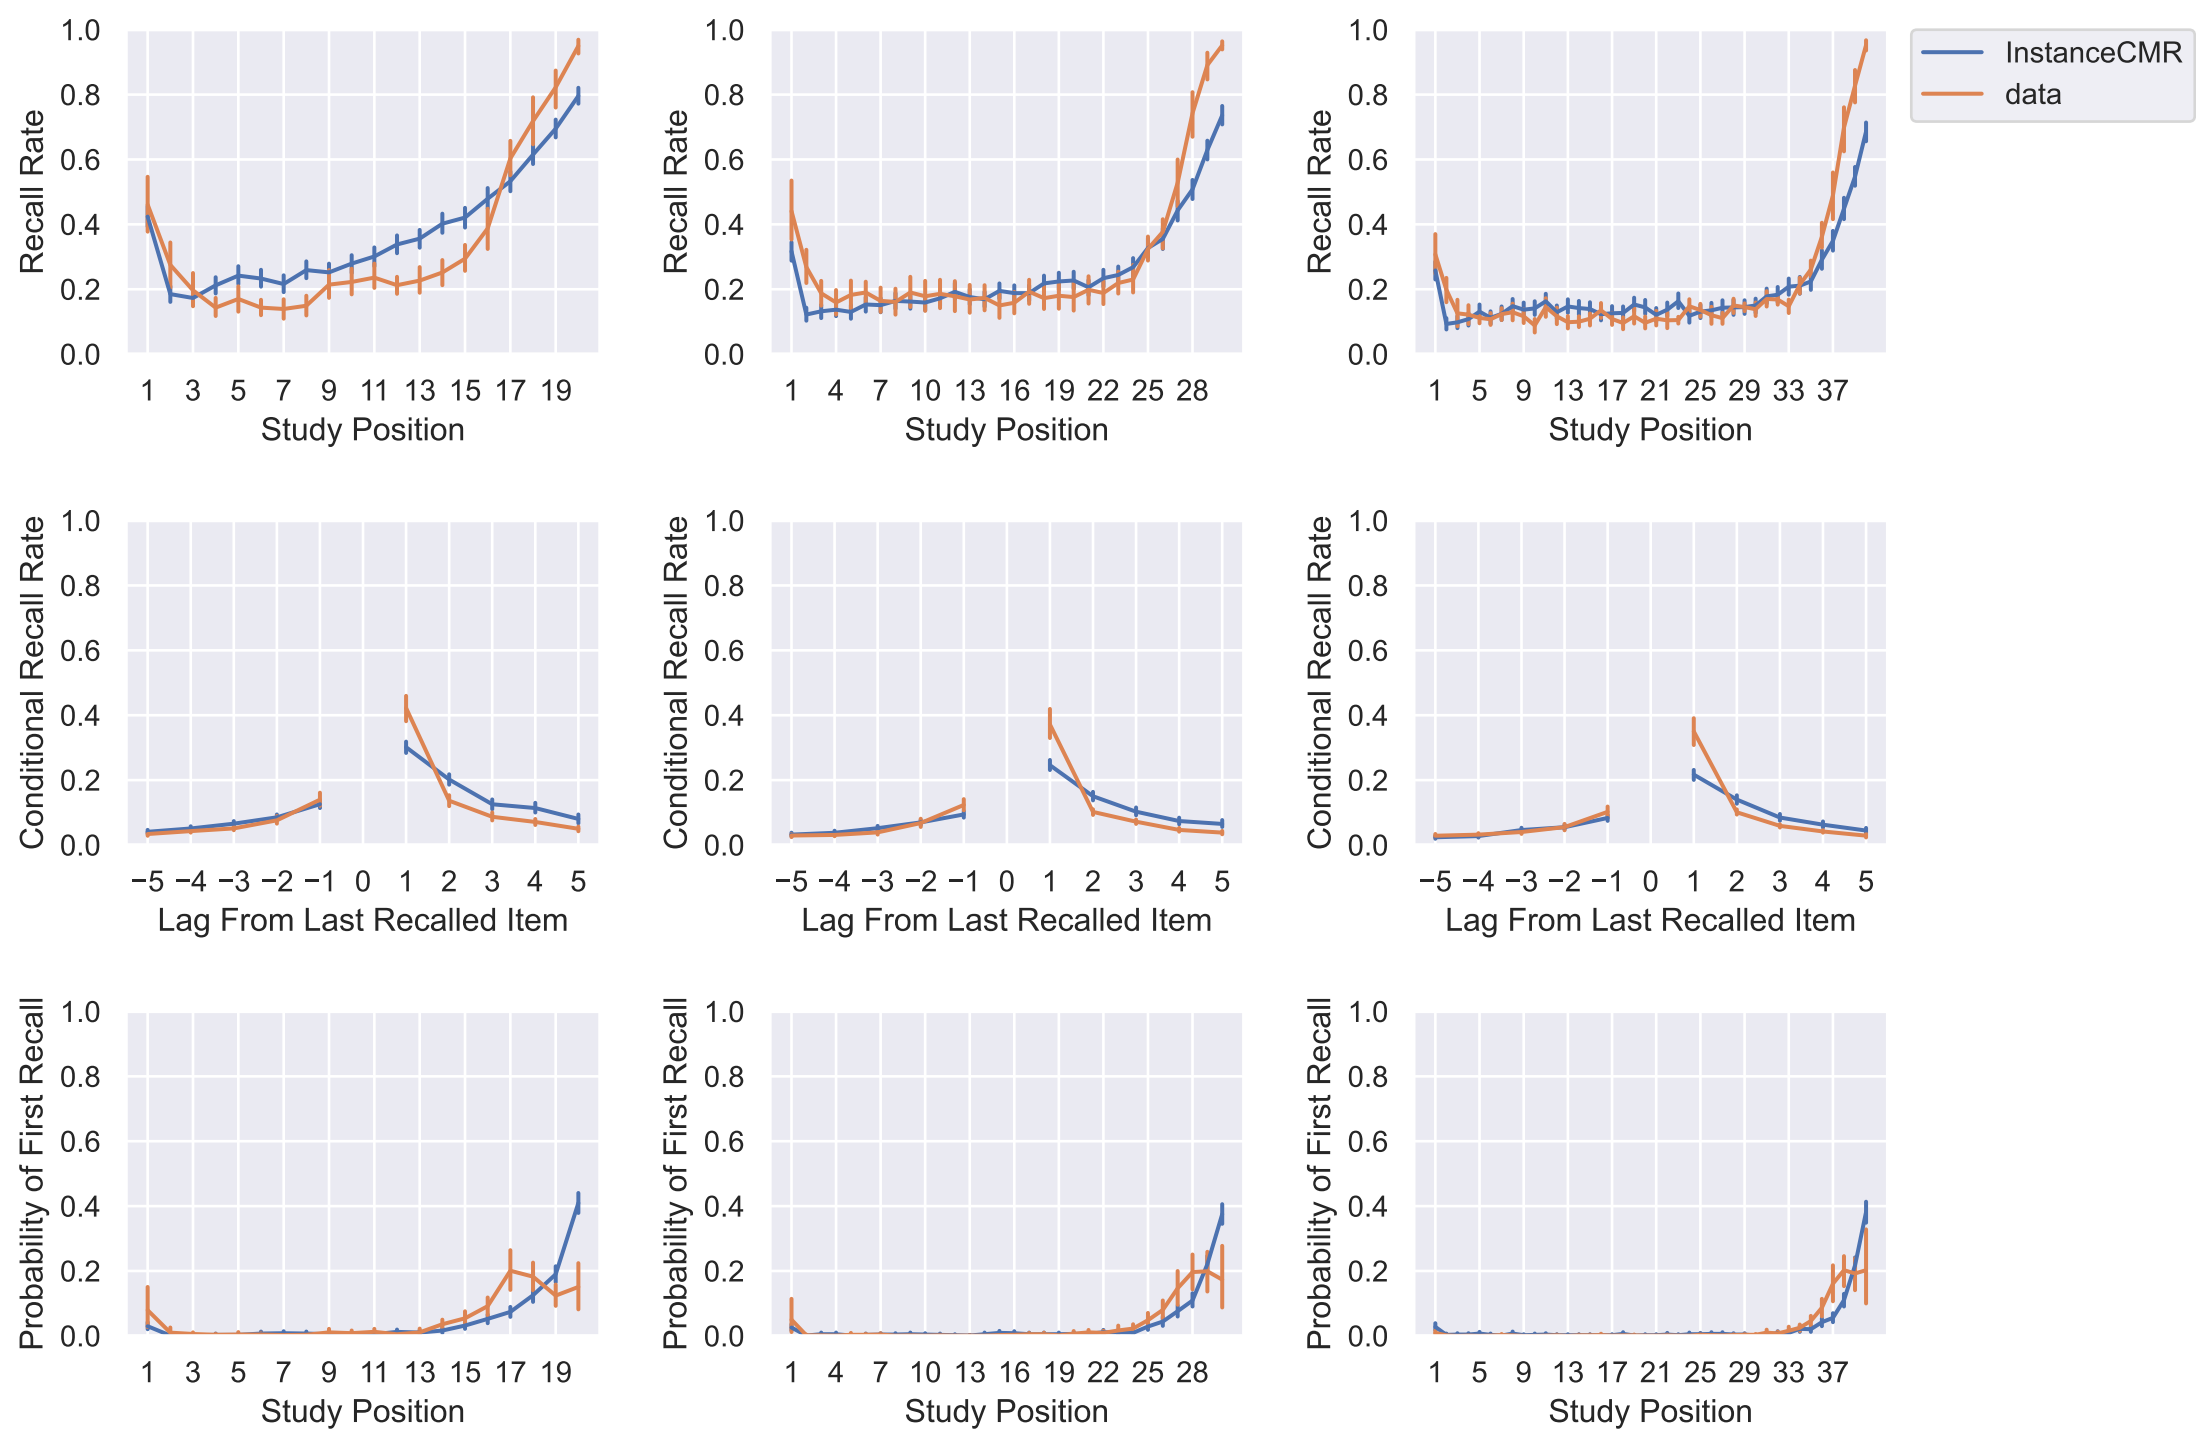 1.0
0.8
0.6
0.4
0.2
0.0
Recall Rate
1 3 5 7 9 11 13 15 17 19
Study Position
1.0
0.8
0.6
0.4
0.2
0.0
Recall Rate
1 4 7 10 13 16 19 22 25 28
Study Position
1.0
0.8
0.6
0.4
0.2
0.0
Recall Rate
1 5 9 13 17 21 25 29 33 37
Study Position
InstanceCMR
data
1.0
0.8
0.6
0.4
0.2
0.0
Conditional Recall Rate
−5 −4 −3 −2 −1 0 1 2 3 4 5
Lag From Last Recalled Item
1.0
0.8
0.6
0.4
0.2
0.0
Conditional Recall Rate
−5 −4 −3 −2 −1 0 1 2 3 4 5
Lag From Last Recalled Item
1.0
0.8
0.6
0.4
0.2
0.0
Conditional Recall Rate
−5 −4 −3 −2 −1 0 1 2 3 4 5
Lag From Last Recalled Item
1.0
0.8
0.6
0.4
0.2
0.0
Probability of First Recall
1 3 5 7 9 11 13 15 17 19
Study Position
1.0
0.8
0.6
0.4
0.2
0.0
Probability of First Recall
1 4 7 10 13 16 19 22 25 28
Study Position
1.0
0.8
0.6
0.4
0.2
0.0
Probability of First Recall
1 5 9 13 17 21 25 29 33 37
Study Position